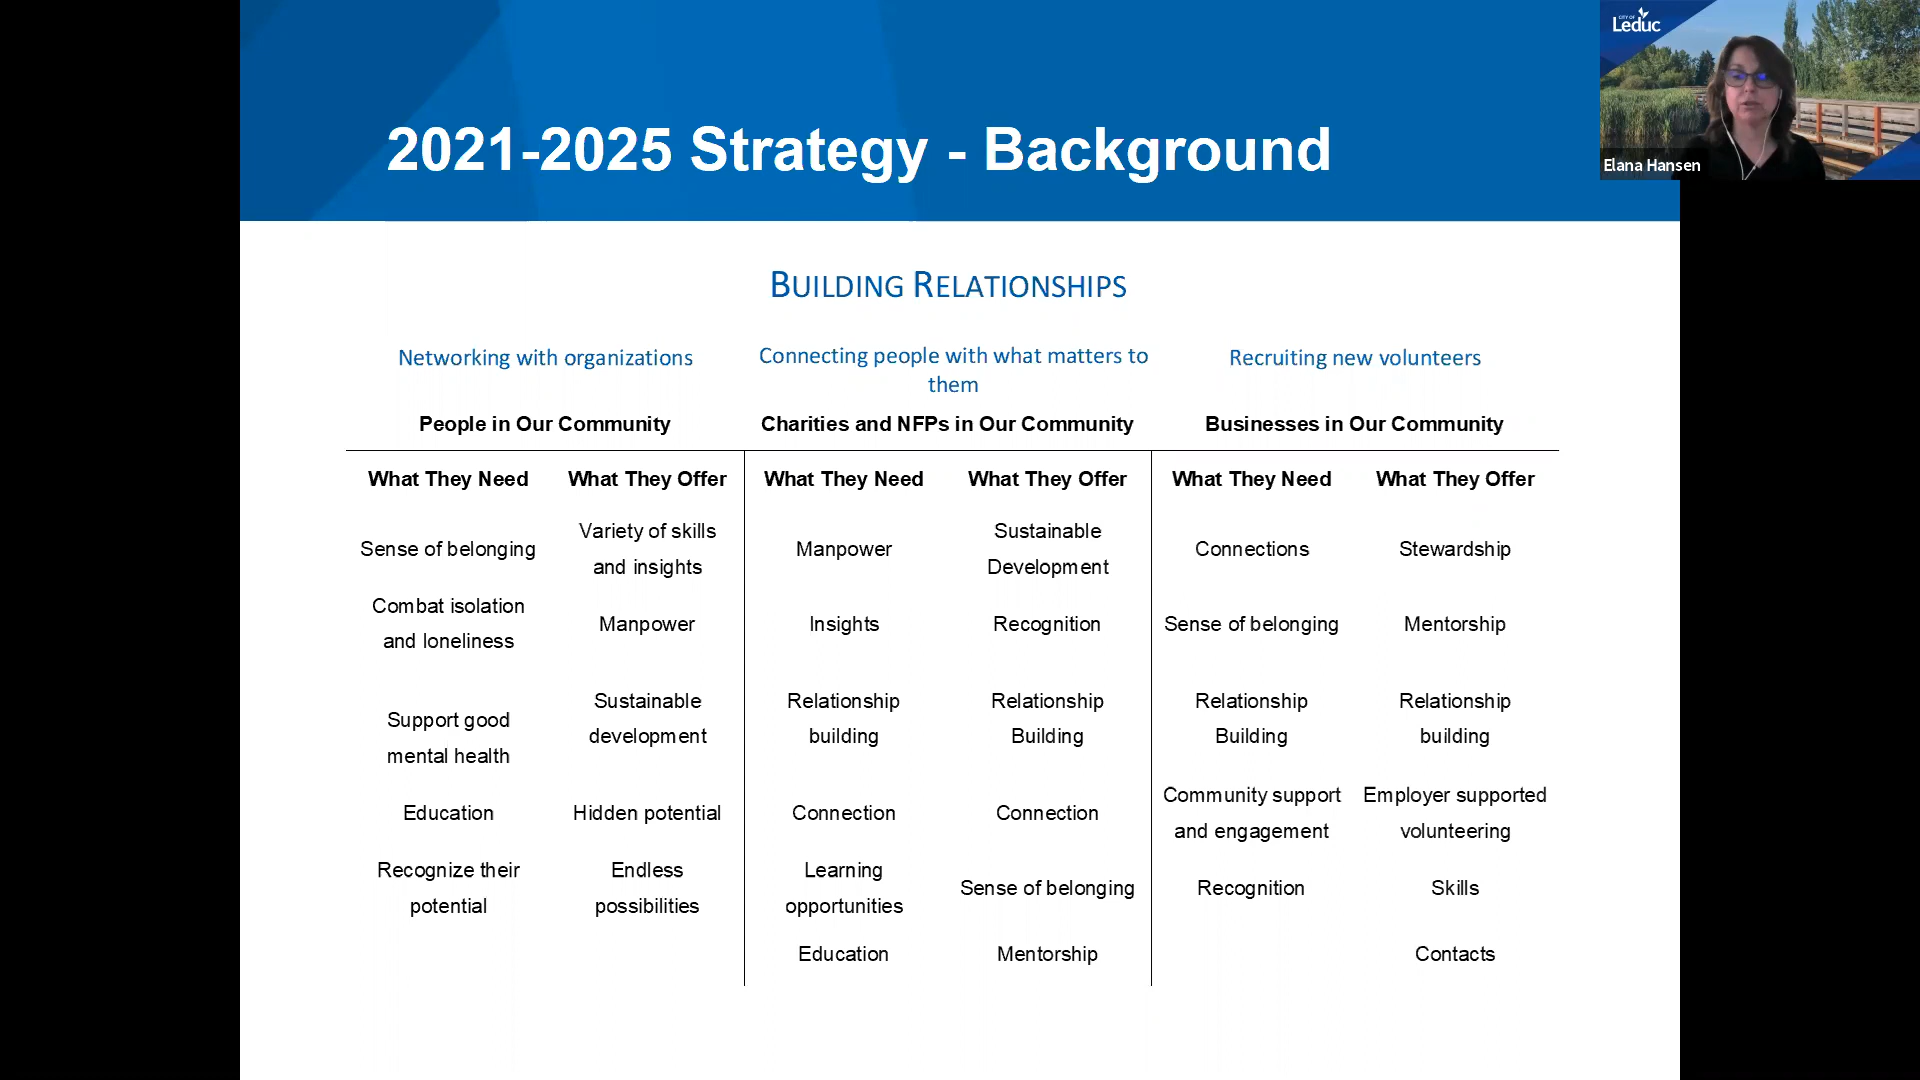 CITY OF
Leduc
Elana Hansen
2021-2025 Strategy - Background
BUILDING RELATIONSHIPS
Networking with organizations
Connecting people with what matters to
them
Recruiting new volunteers
People in Our Community
Charities and NFPs in Our Community
Businesses in Our Community
What They Need
What They Offer
What They Need
What They Offer
What They Need
What They Offer
Sense of belonging
Variety of skills
and insights
Manpower
Sustainable
Development
Connections
Stewardship
Combat isolation
and loneliness
Manpower
Insights
Recognition
Sense of belonging
Mentorship
Support good
mental health
Sustainable
development
Relationship
building
Relationship
Building
Relationship
Building
Relationship
building
Education
Hidden potential
Connection
Connection
Community support
and engagement
Employer supported
volunteering
Recognize their
potential
Endless
possibilities
Learning
opportunities
Sense of belonging
Recognition
Skills
Education
Mentorship
Contacts